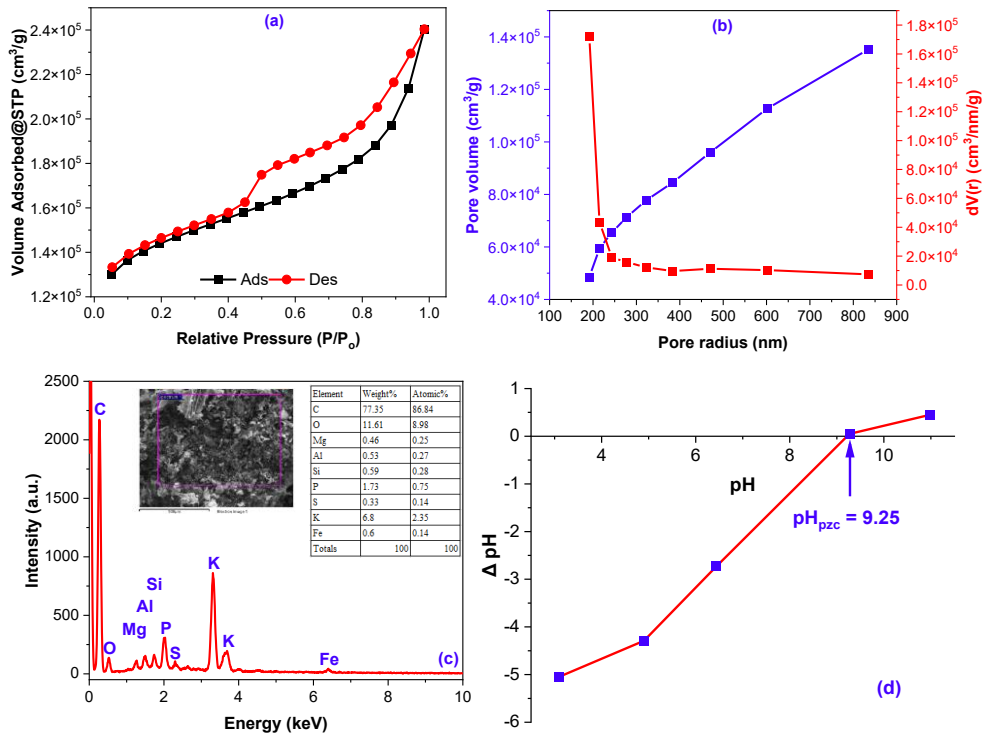 (a)
Volume Adsorbed@STP (cm³/g)
2.4×10⁵
2.2×10⁵
2.0×10⁵
1.8×10⁵
1.6×10⁵
1.4×10⁵
1.2×10⁵
Ads Des
0.0 0.2 0.4 0.6 0.8 1.0
Relative Pressure (P/Pₒ)
(b)
Pore volume (cm³/g)
1.4×10⁵
1.2×10⁵
1.0×10⁵
8.0×10⁴
6.0×10⁴
4.0×10⁴
1.8×10⁵
1.6×10⁵
1.4×10⁵
1.2×10⁵
1.0×10⁵
8.0×10⁴
6.0×10⁴
4.0×10⁴
2.0×10⁴
0.0
dV(r) (cm³/nm/g)
100 200 300 400 500 600 700 800 900
Pore radius (nm)
Intensity (a.u.)
2500
2000
1500
1000
500
0
C
O
Mg
Al
Si
P
S
K
K
Fe
(c)
Element Weight% Atomic%
C 77.35 86.84
O 11.61 8.98
Mg 0.46 0.25
Al 0.53 0.27
Si 0.59 0.28
P 1.73 0.75
S 0.33 0.14
K 6.8 2.35
Fe 0.6 0.14
Totals 100 100
0 2 4 6 8 10
Energy (keV)
Δ pH
1
0
-1
-2
-3
-4
-5
-6
4 6 8 10
pH
pH_pzc = 9.25
(d)